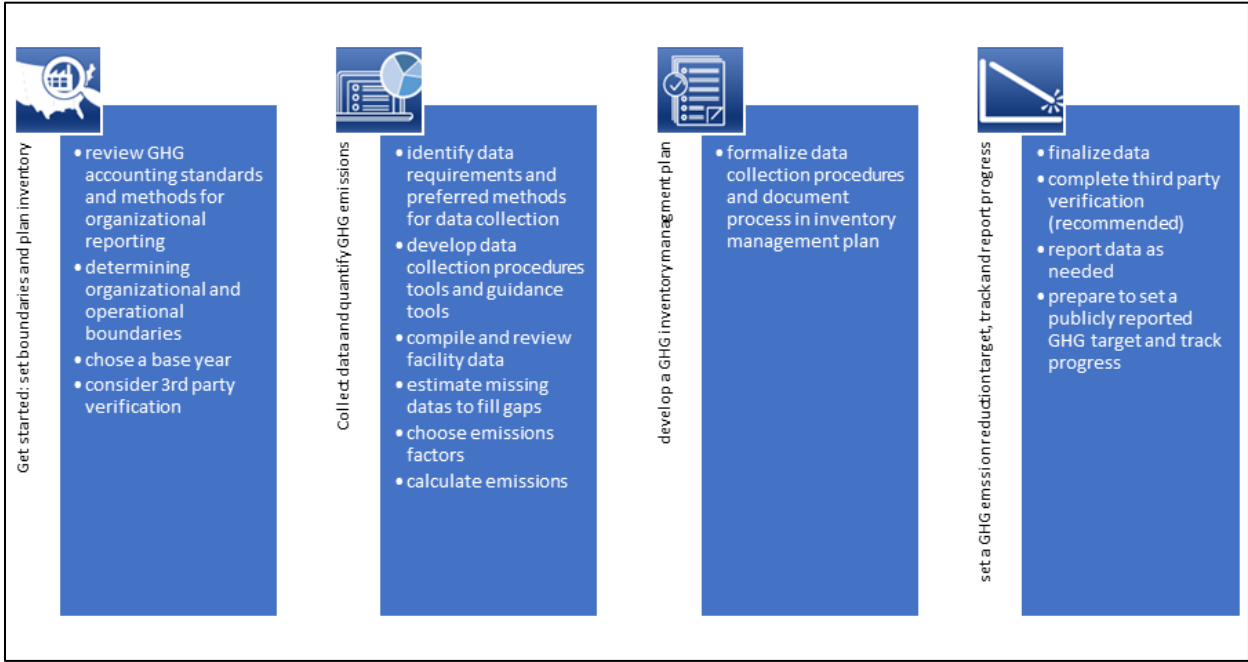 Get started: set boundaries and plan inventory
• review GHG
accounting standards
and methods for
organizational
reporting
• determining
organizational and
operational
boundaries
• chose a base year
• consider 3rd party
verification
Collect data and quantify GHG emissions
• identify data
requirements and
preferred methods
for data collection
• develop data
collection procedures
tools and guidance
tools
• compile and review
facility data
• estimate missing
datas to fill gaps
• choose emissions
factors
• calculate emissions
develop a GHG inventory managment plan
• formalize data
collection procedures
and document
process in inventory
management plan
set a GHG emssion reduction target, track and report progress
• finalize data
• complete third party
verification
(recommended)
• report data as
needed
• prepare to set a
publicly reported
GHG target and track
progress